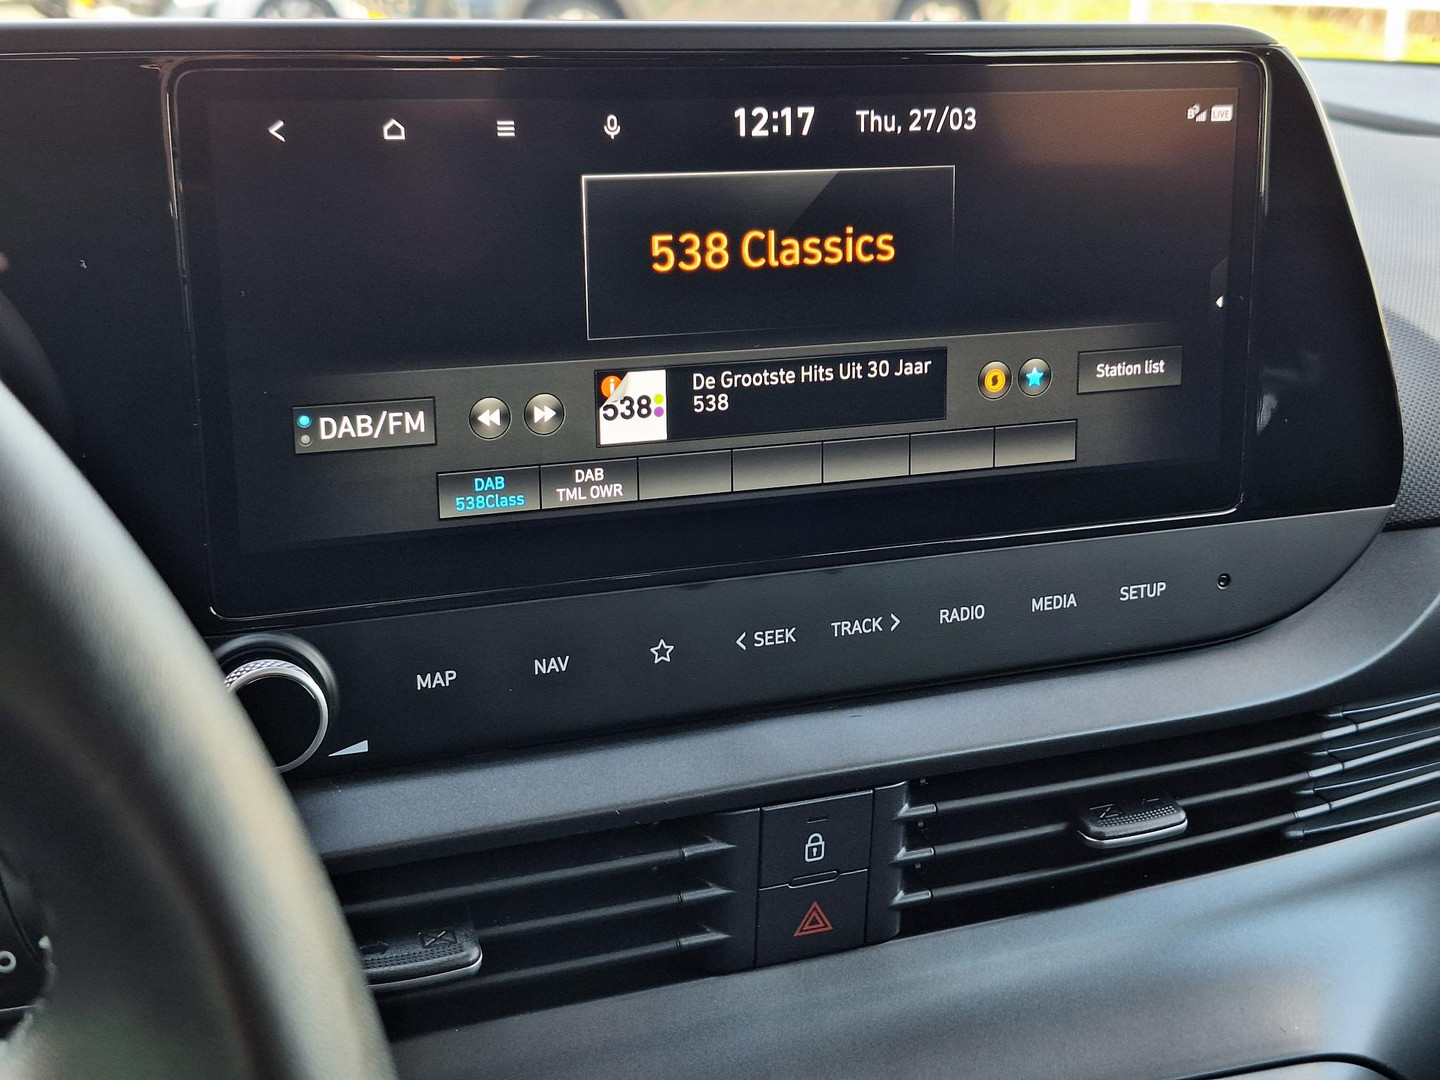 12:17 Thu, 27/03
LIVE
538 Classics
De Grootste Hits Uit 30 Jaar
538
538
Station list
DAB/FM
DAB
538Class
DAB
TML OWR
MAP
NAV
SEEK
TRACK
RADIO
MEDIA
SETUP